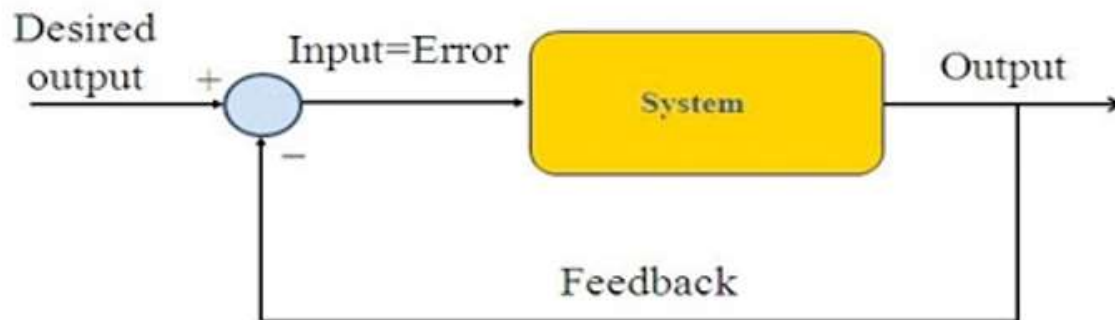 Desired
output
+
Input=Error
System
Output
−
Feedback